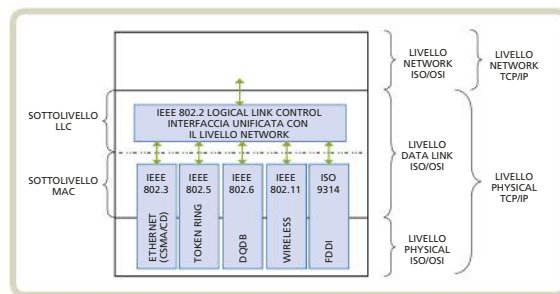 SOTTOLIVELLO
LLC
SOTTOLIVELLO
MAC
IEEE 802.2 LOGICAL LINK CONTROL
INTERFACCIA UNIFICATA CON
IL LIVELLO NETWORK
IEEE
802.3
ETHERNET
(CSMA/CD)
IEEE
802.5
TOKEN RING
IEEE
802.6
DQDB
IEEE
802.11
WIRELESS
ISO
9314
FDDI
LIVELLO
NETWORK
ISO/OSI
LIVELLO
DATA LINK
ISO/OSI
LIVELLO
PHYSICAL
ISO/OSI
LIVELLO
NETWORK
TCP/IP
LIVELLO
PHYSICAL
TCP/IP